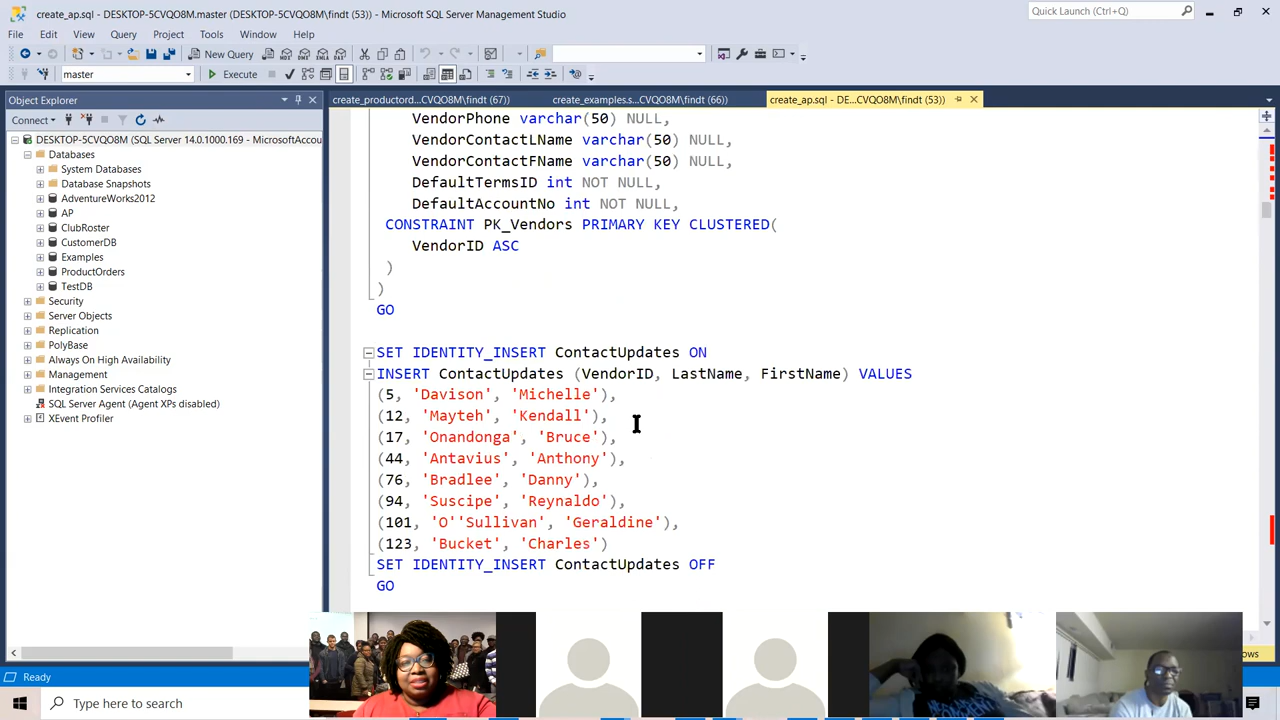 create_ap.sql - DESKTOP-5CVQO8M.master (DESKTOP-5CVQO8M\findt (53)) - Microsoft SQL Server Management Studio
Quick Launch (Ctrl+Q)
File Edit View Query Project Tools Window Help
New Query
master
Execute
Object Explorer
create_productord...CVQO8M\findt (67))
create_examples.s...CVQO8M\findt (66))
create_ap.sql - DE...CVQO8M\findt (53))
Connect
DESKTOP-5CVQO8M (SQL Server 14.0.1000.169 - MicrosoftAccou
Databases
System Databases
Database Snapshots
AdventureWorks2012
AP
ClubRoster
CustomerDB
Examples
ProductOrders
TestDB
Security
Server Objects
Replication
PolyBase
Always On High Availability
Management
Integration Services Catalogs
SQL Server Agent (Agent XPs disabled)
XEvent Profiler
VendorPhone varchar(50) NULL,
VendorContactLName varchar(50) NULL,
VendorContactFName varchar(50) NULL,
DefaultTermsID int NOT NULL,
DefaultAccountNo int NOT NULL,
CONSTRAINT PK_Vendors PRIMARY KEY CLUSTERED(
VendorID ASC
)
)
GO
SET IDENTITY_INSERT ContactUpdates ON
INSERT ContactUpdates (VendorID, LastName, FirstName) VALUES
(5, 'Davison', 'Michelle'),
(12, 'Mayteh', 'Kendall'),
(17, 'Onandonga', 'Bruce'),
(44, 'Antavius', 'Anthony'),
(76, 'Bradlee', 'Danny'),
(94, 'Suscipe', 'Reynaldo'),
(101, 'O''Sullivan', 'Geraldine'),
(123, 'Bucket', 'Charles')
SET IDENTITY_INSERT ContactUpdates OFF
GO
Ready
ows
Type here to search